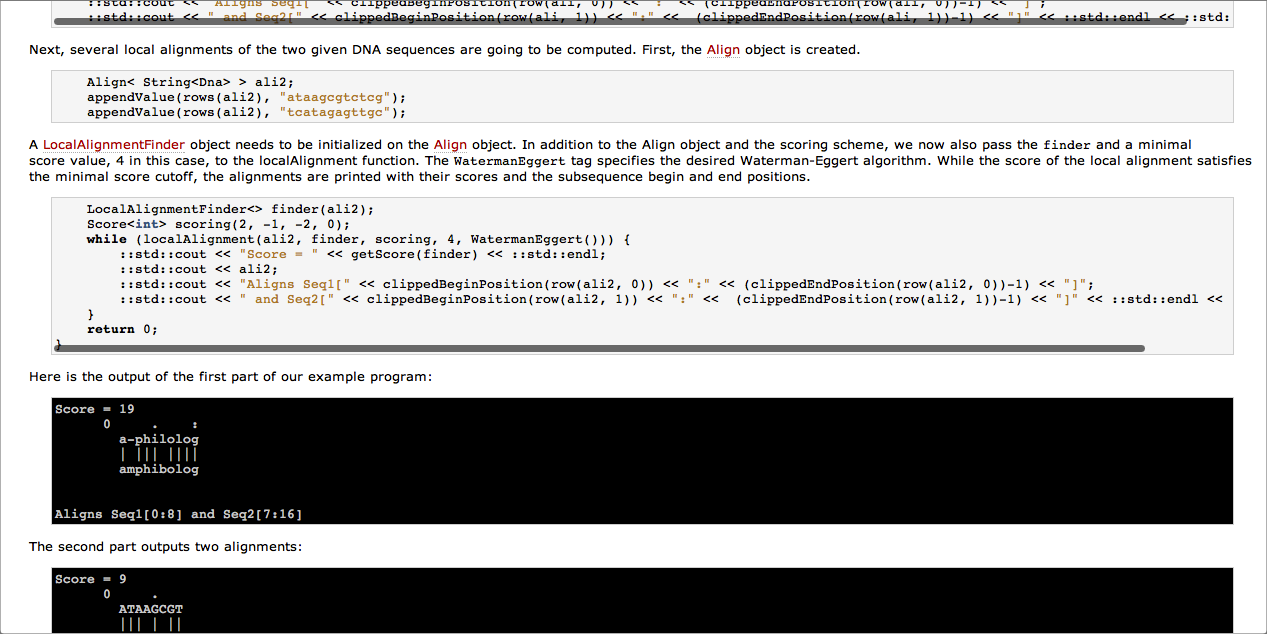 ::std::cout << "Aligns Seq1[" << clippedBeginPosition(row(ali, 0)) << ":" << (clippedEndPosition(row(ali, 0))-1) << "]";
::std::cout << " and Seq2[" << clippedBeginPosition(row(ali, 1)) << ":" <<  (clippedEndPosition(row(ali, 1))-1) << "]" << ::std::endl << ::std:
Next, several local alignments of the two given DNA sequences are going to be computed. First, the Align object is created.
Align< String<Dna> > ali2;
appendValue(rows(ali2), "ataagcgtctcg");
appendValue(rows(ali2), "tcatagagttgc");
A LocalAlignmentFinder object needs to be initialized on the Align object. In addition to the Align object and the scoring scheme, we now also pass the finder and a minimal
score value, 4 in this case, to the localAlignment function. The WatermanEggert tag specifies the desired Waterman-Eggert algorithm. While the score of the local alignment satisfies
the minimal score cutoff, the alignments are printed with their scores and the subsequence begin and end positions.
LocalAlignmentFinder<> finder(ali2);
Score<int> scoring(2, -1, -2, 0);
while (localAlignment(ali2, finder, scoring, 4, WatermanEggert())) {
::std::cout << "Score = " << getScore(finder) << ::std::endl;
::std::cout << ali2;
::std::cout << "Aligns Seq1[" << clippedBeginPosition(row(ali2, 0)) << ":" << (clippedEndPosition(row(ali2, 0))-1) << "]";
::std::cout << " and Seq2[" << clippedBeginPosition(row(ali2, 1)) << ":" <<  (clippedEndPosition(row(ali2, 1))-1) << "]" << ::std::endl <<
}
return 0;
}
Here is the output of the first part of our example program:
Score = 19
0     .    :
a-philolog
| ||| ||||
amphibolog
Aligns Seq1[0:8] and Seq2[7:16]
The second part outputs two alignments:
Score = 9
0     .
ATAAGCGT
||| | ||